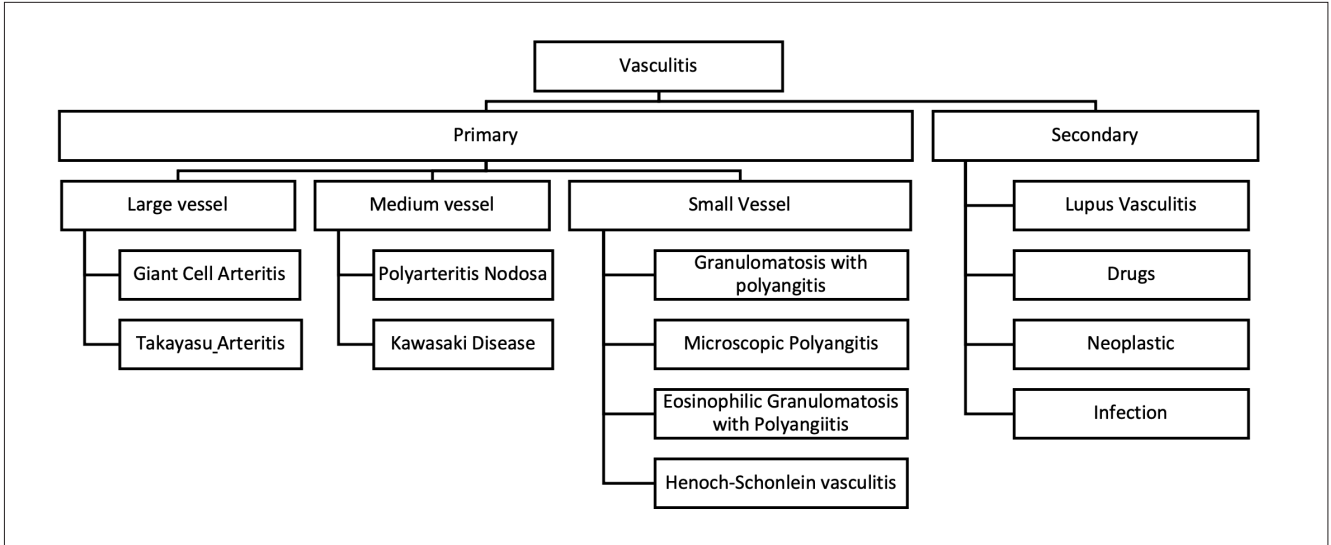 Vasculitis
Primary
Secondary
Large vessel
Medium vessel
Small Vessel
Lupus Vasculitis
Giant Cell Arteritis
Polyarteritis Nodosa
Granulomatosis with
polyangitis
Drugs
Takayasu_Arteritis
Kawasaki Disease
Microscopic Polyangitis
Neoplastic
Eosinophilic Granulomatosis
with Polyangiitis
Infection
Henoch-Schonlein vasculitis